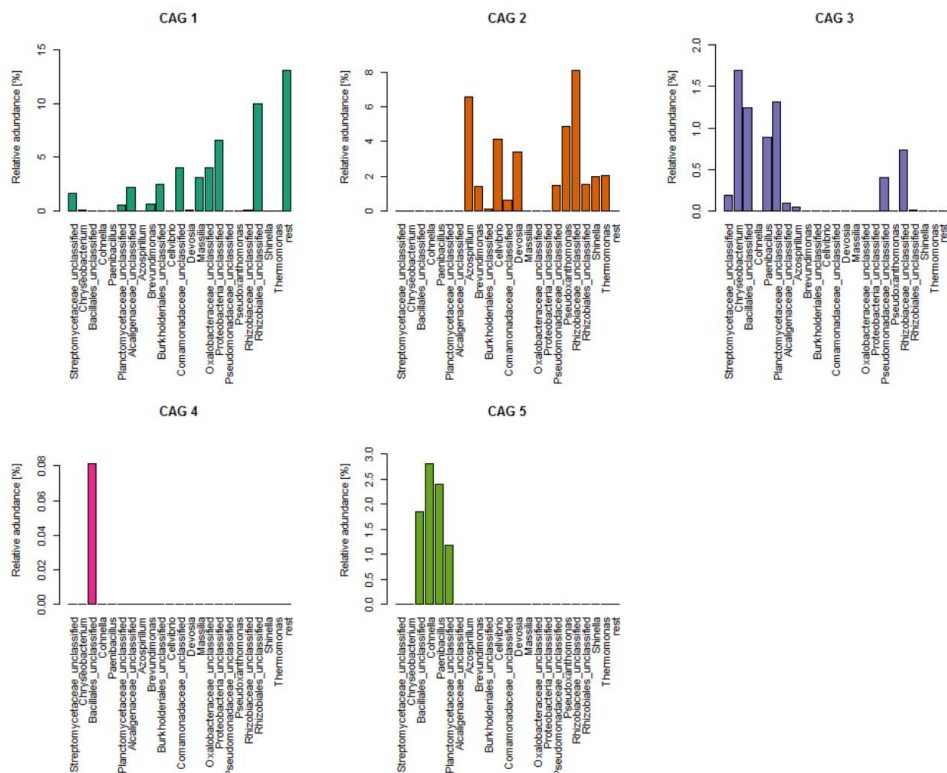 CAG 1
Relative adundance [%]
15
10
5
0
Streptomycetaceae_unclassified
Chryseobacterium
Bacillales_unclassified
Cohnella
Paenibacillus
Planctomycetaceae_unclassified
Alcaligenaceae_unclassified
Azospirillum
Brevundimonas
Burkholderiales_unclassified
Cellvibrio
Comamonadaceae_unclassified
Devosia
Massilia
Oxalobacteraceae_unclassified
Proteobacteria_unclassified
Pseudomonadaceae_unclassified
Pseudoxanthomonas
Rhizobiaceae_unclassified
Rhizobiales_unclassified
Shinella
Thermomonas
rest
CAG 2
Relative adundance [%]
8
6
4
2
0
Streptomycetaceae_unclassified
Chryseobacterium
Bacillales_unclassified
Cohnella
Paenibacillus
Planctomycetaceae_unclassified
Alcaligenaceae_unclassified
Azospirillum
Brevundimonas
Burkholderiales_unclassified
Cellvibrio
Comamonadaceae_unclassified
Devosia
Massilia
Oxalobacteraceae_unclassified
Proteobacteria_unclassified
Pseudomonadaceae_unclassified
Pseudoxanthomonas
Rhizobiaceae_unclassified
Rhizobiales_unclassified
Shinella
Thermomonas
rest
CAG 3
Relative adundance [%]
2.0
1.5
1.0
0.5
0.0
Streptomycetaceae_unclassified
Chryseobacterium
Bacillales_unclassified
Cohnella
Paenibacillus
Planctomycetaceae_unclassified
Alcaligenaceae_unclassified
Azospirillum
Brevundimonas
Burkholderiales_unclassified
Cellvibrio
Comamonadaceae_unclassified
Devosia
Massilia
Oxalobacteraceae_unclassified
Proteobacteria_unclassified
Pseudomonadaceae_unclassified
Pseudoxanthomonas
Rhizobiaceae_unclassified
Rhizobiales_unclassified
Shinella
Thermomonas
rest
CAG 4
Relative adundance [%]
0.08
0.06
0.04
0.02
0.00
Streptomycetaceae_unclassified
Chryseobacterium
Bacillales_unclassified
Cohnella
Paenibacillus
Planctomycetaceae_unclassified
Alcaligenaceae_unclassified
Azospirillum
Brevundimonas
Burkholderiales_unclassified
Cellvibrio
Comamonadaceae_unclassified
Devosia
Massilia
Oxalobacteraceae_unclassified
Proteobacteria_unclassified
Pseudomonadaceae_unclassified
Pseudoxanthomonas
Rhizobiaceae_unclassified
Rhizobiales_unclassified
Shinella
Thermomonas
rest
CAG 5
Relative adundance [%]
3.0
2.5
2.0
1.5
1.0
0.5
0.0
Streptomycetaceae_unclassified
Chryseobacterium
Bacillales_unclassified
Cohnella
Paenibacillus
Planctomycetaceae_unclassified
Alcaligenaceae_unclassified
Azospirillum
Brevundimonas
Burkholderiales_unclassified
Cellvibrio
Comamonadaceae_unclassified
Devosia
Massilia
Oxalobacteraceae_unclassified
Proteobacteria_unclassified
Pseudomonadaceae_unclassified
Pseudoxanthomonas
Rhizobiaceae_unclassified
Rhizobiales_unclassified
Shinella
Thermomonas
rest